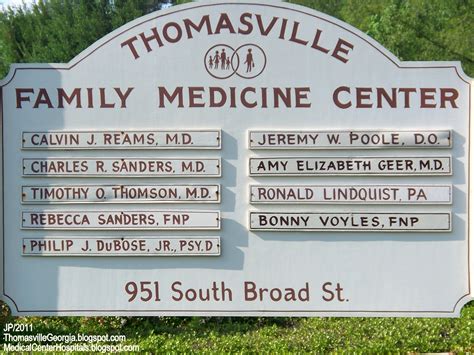 THOMASVILLE
FAMILY MEDICINE CENTER
CALVIN J. REAMS, M.D.
CHARLES R. SANDERS, M.D.
TIMOTHY O. THOMSON, M.D.
REBECCA SANDERS, FNP
PHILIP J. DUBOSE, JR., PSY.D
JEREMY W. POOLE, D.O.
AMY ELIZABETH GEER, M.D.
RONALD LINDQUIST, PA
BONNY VOYLES, FNP
951 South Broad St.
JP/2011
ThomasvilleGeorgia.blogspot.com
MedicalCenterHospitals.blogspot.com